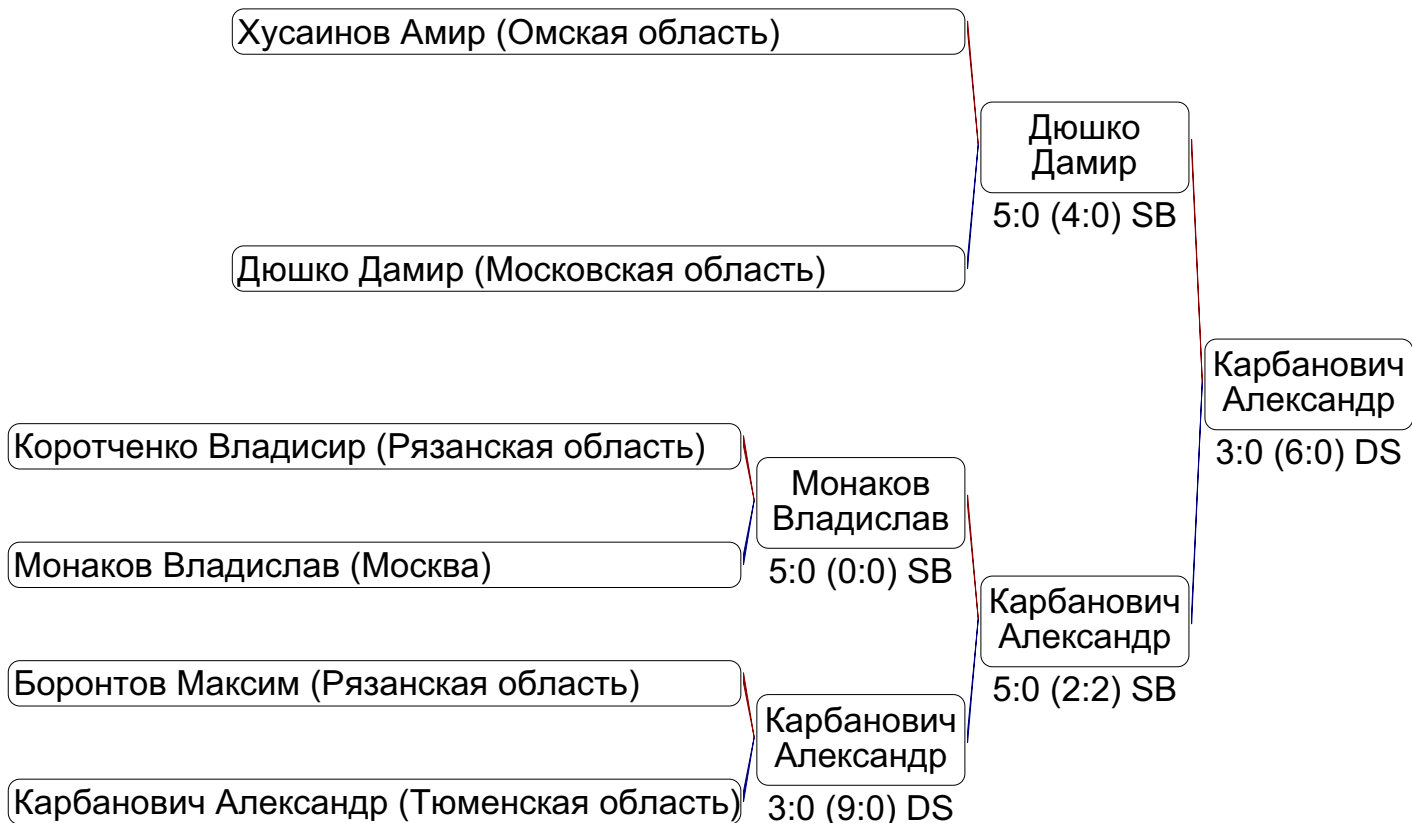 Хусаинов Амир (Омская область)
Дюшко
Дамир
5:0 (4:0) SB
Дюшко Дамир (Московская область)
Карбанович
Александр
3:0 (6:0) DS
Коротченко Владисир (Рязанская область)
Монаков
Владислав
5:0 (0:0) SB
Монаков Владислав (Москва)
Карбанович
Александр
5:0 (2:2) SB
Боронтов Максим (Рязанская область)
Карбанович
Александр
3:0 (9:0) DS
Карбанович Александр (Тюменская область)